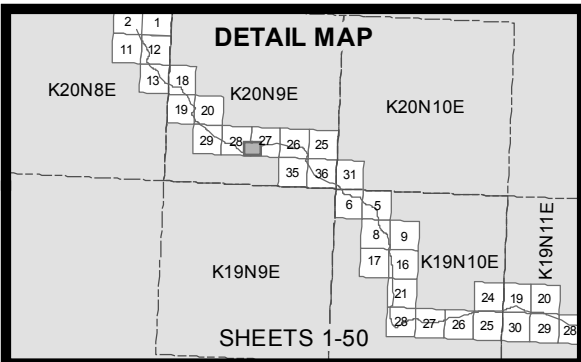 2 1
DETAIL MAP
11 12
K20N8E
13 18
K20N9E
K20N10E
19 20
29 28 27 26 25
35 36 31
6 5
8 9
K19N11E
K19N9E
17 16
K19N10E
21
24 19 20
28 27 26 25 30 29 28
SHEETS 1-50